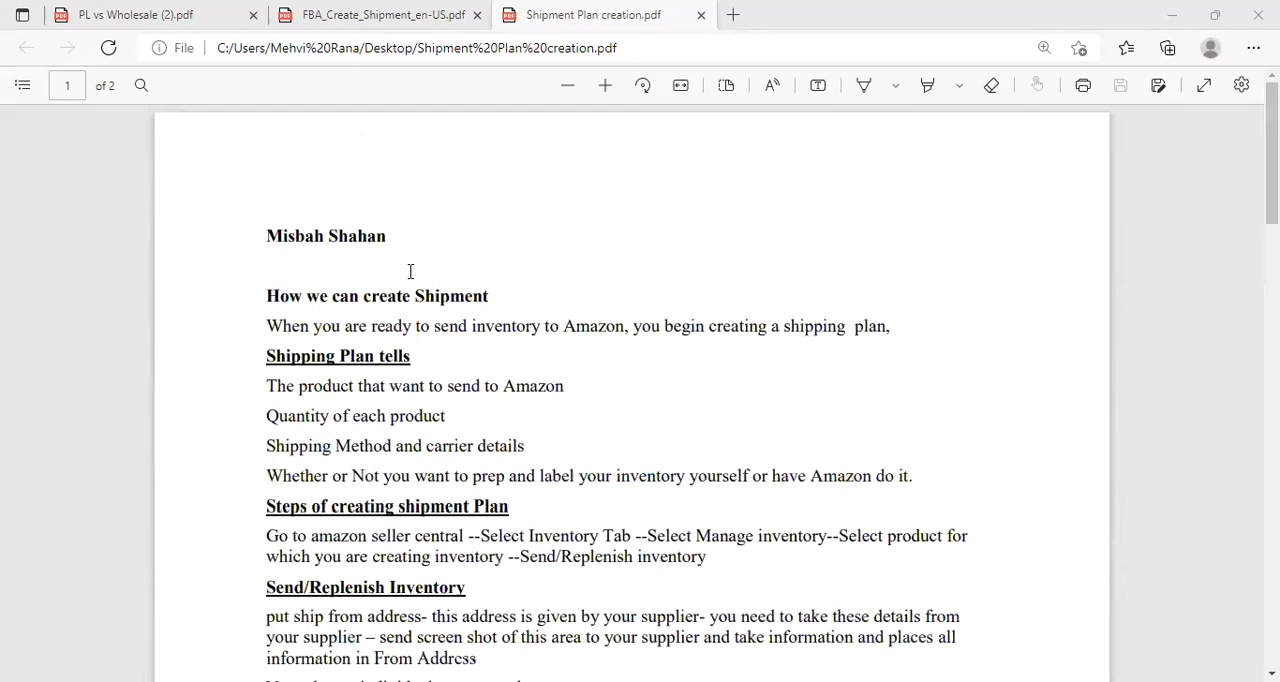 PL vs Wholesale (2).pdf
FBA_Create_Shipment_en-US.pdf
Shipment Plan creation.pdf
File
C:/Users/Mehvi%20Rana/Desktop/Shipment%20Plan%20creation.pdf
1 of 2
Misbah Shahan
How we can create Shipment
When you are ready to send inventory to Amazon, you begin creating a shipping plan,
Shipping Plan tells
The product that want to send to Amazon
Quantity of each product
Shipping Method and carrier details
Whether or Not you want to prep and label your inventory yourself or have Amazon do it.
Steps of creating shipment Plan
Go to amazon seller central --Select Inventory Tab --Select Manage inventory--Select product for
which you are creating inventory --Send/Replenish inventory
Send/Replenish Inventory
put ship from address- this address is given by your supplier- you need to take these details from
your supplier – send screen shot of this area to your supplier and take information and places all
information in From Address